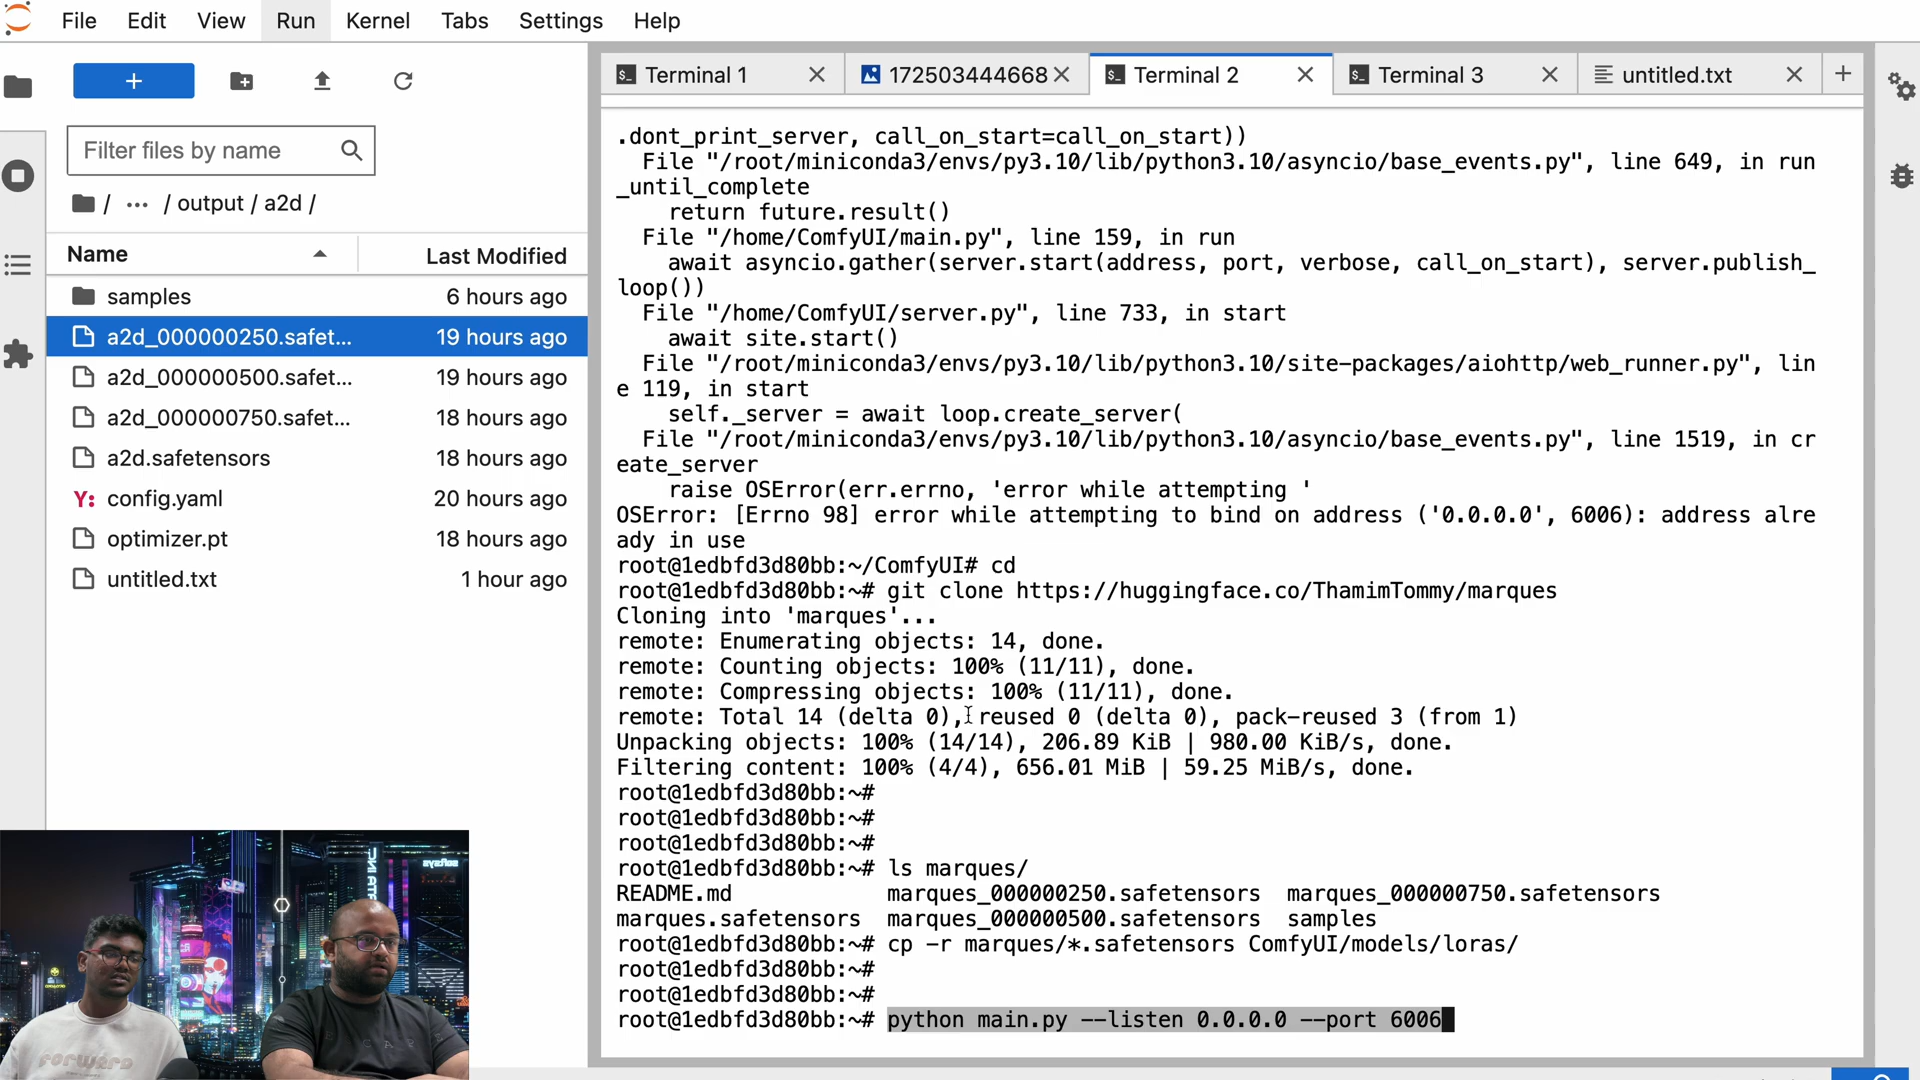 File Edit View Run Kernel Tabs Settings Help
+
Filter files by name
/ ... / output / a2d /
Name Last Modified
samples 6 hours ago
a2d_000000250.safet... 19 hours ago
a2d_000000500.safet... 19 hours ago
a2d_000000750.safet... 18 hours ago
a2d.safetensors 18 hours ago
Y: config.yaml 20 hours ago
optimizer.pt 18 hours ago
untitled.txt 1 hour ago
Terminal 1 172503444668 Terminal 2 Terminal 3 untitled.txt +
.dont_print_server, call_on_start=call_on_start))
File "/root/miniconda3/envs/py3.10/lib/python3.10/asyncio/base_events.py", line 649, in run
_until_complete
return future.result()
File "/home/ComfyUI/main.py", line 159, in run
await asyncio.gather(server.start(address, port, verbose, call_on_start), server.publish_
loop())
File "/home/ComfyUI/server.py", line 733, in start
await site.start()
File "/root/miniconda3/envs/py3.10/lib/python3.10/site-packages/aiohttp/web_runner.py", lin
e 119, in start
self._server = await loop.create_server(
File "/root/miniconda3/envs/py3.10/lib/python3.10/asyncio/base_events.py", line 1519, in cr
eate_server
raise OSError(err.errno, 'error while attempting '
OSError: [Errno 98] error while attempting to bind on address ('0.0.0.0', 6006): address alre
ady in use
root@1edbfd3d80bb:~/ComfyUI# cd
root@1edbfd3d80bb:~# git clone https://huggingface.co/ThamimTommy/marques
Cloning into 'marques'...
remote: Enumerating objects: 14, done.
remote: Counting objects: 100% (11/11), done.
remote: Compressing objects: 100% (11/11), done.
remote: Total 14 (delta 0), reused 0 (delta 0), pack-reused 3 (from 1)
Unpacking objects: 100% (14/14), 206.89 KiB | 980.00 KiB/s, done.
Filtering content: 100% (4/4), 656.01 MiB | 59.25 MiB/s, done.
root@1edbfd3d80bb:~#
root@1edbfd3d80bb:~#
root@1edbfd3d80bb:~#
root@1edbfd3d80bb:~# ls marques/
README.md marques_000000250.safetensors marques_000000750.safetensors
marques.safetensors marques_000000500.safetensors samples
root@1edbfd3d80bb:~# cp -r marques/*.safetensors ComfyUI/models/loras/
root@1edbfd3d80bb:~#
root@1edbfd3d80bb:~#
root@1edbfd3d80bb:~# python main.py --listen 0.0.0.0 --port 6006